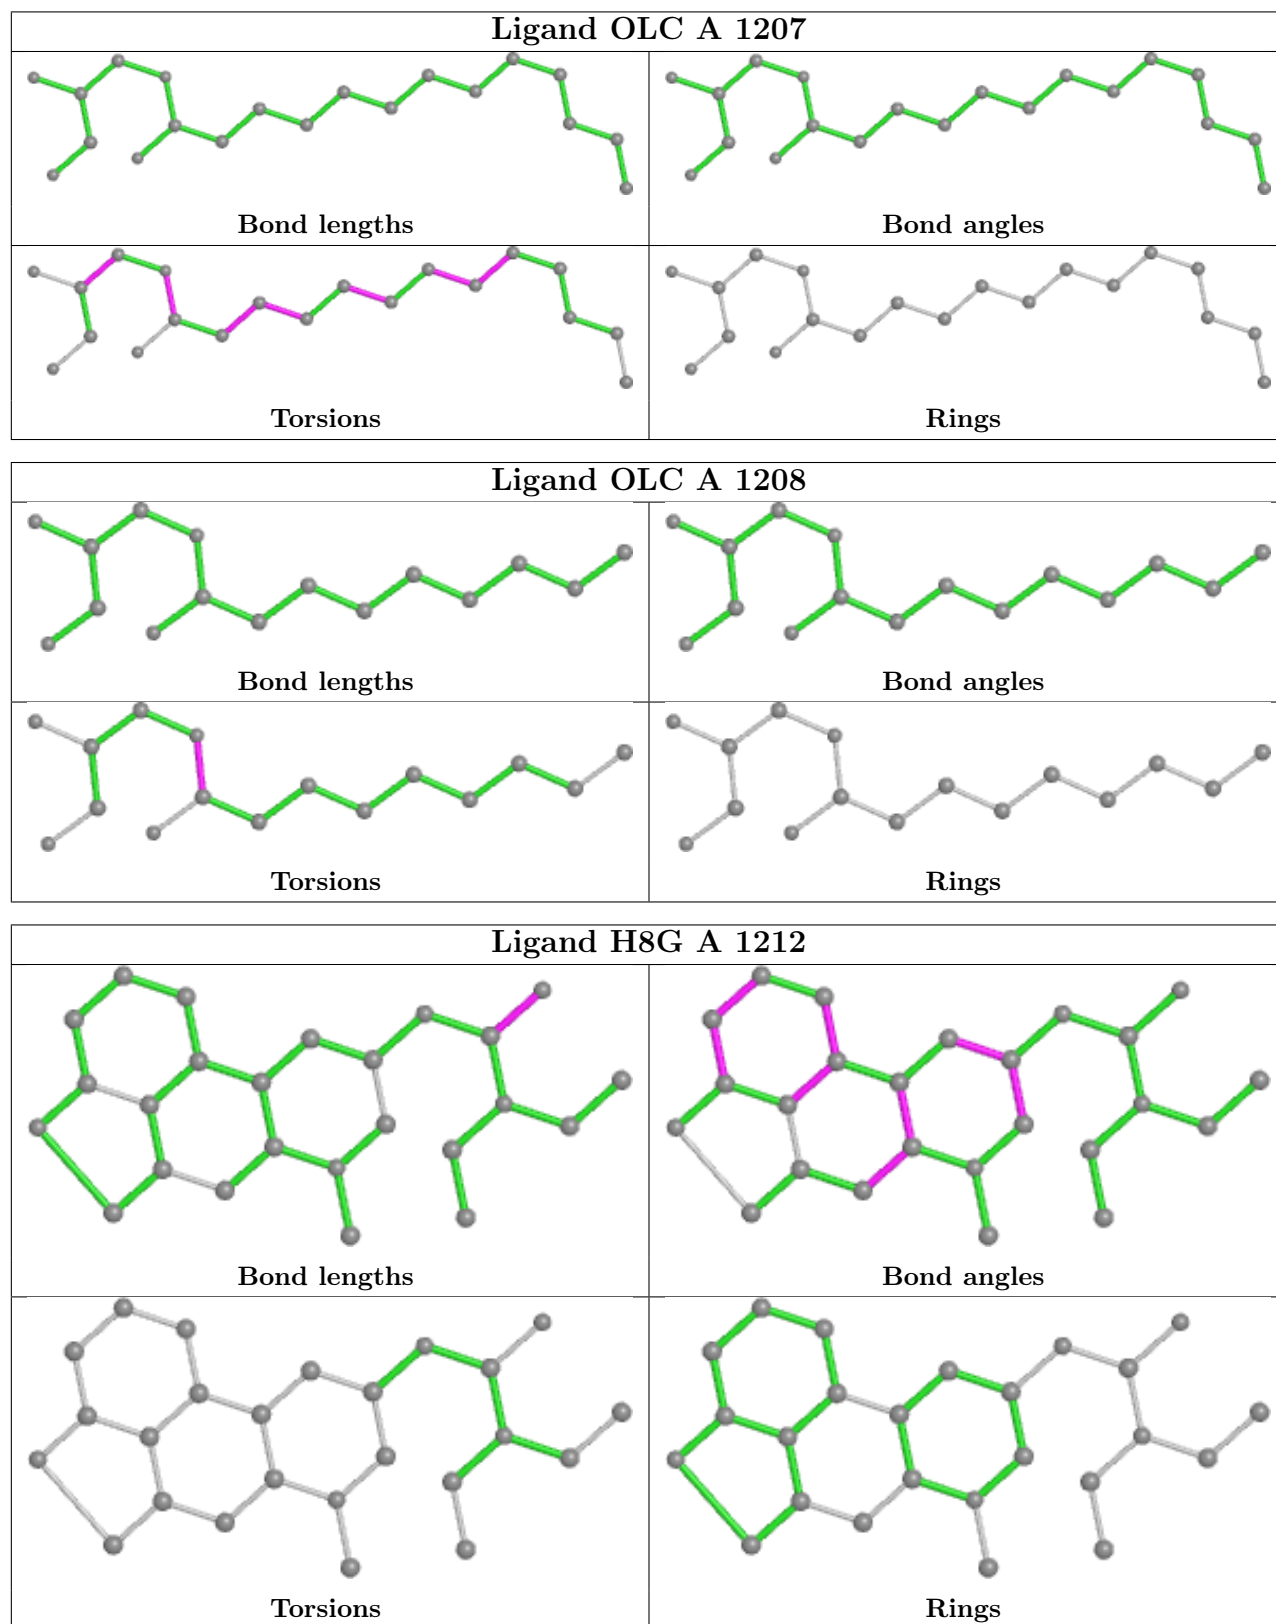 Ligand OLC A 1207
Bond lengths
Bond angles
Torsions
Rings
Ligand OLC A 1208
Bond lengths
Bond angles
Torsions
Rings
Ligand H8G A 1212
Bond lengths
Bond angles
Torsions
Rings